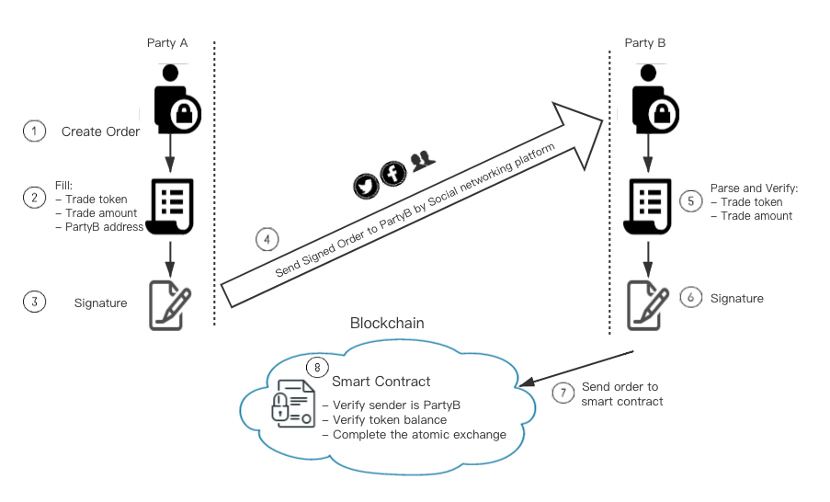 Party A
Party B
1
Create Order
2
Fill:
– Trade token
– Trade amount
– PartyB address
3
Signature
4
Send Signed Order to PartyB by Social networking platform
5
Parse and Verify:
– Trade token
– Trade amount
6
Signature
7
Send order to
smart contract
Blockchain
8
Smart Contract
– Verify sender is PartyB
– Verify token balance
– Complete the atomic exchange